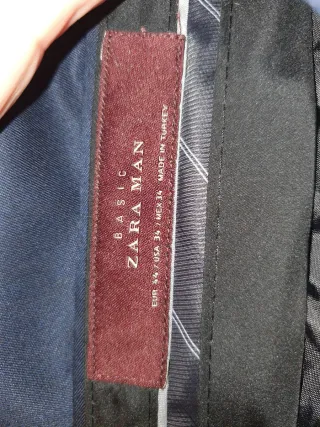 BASIC
ZARA MAN
EUR 44 / USA 34 / MEX 34 MADE IN TURKEY